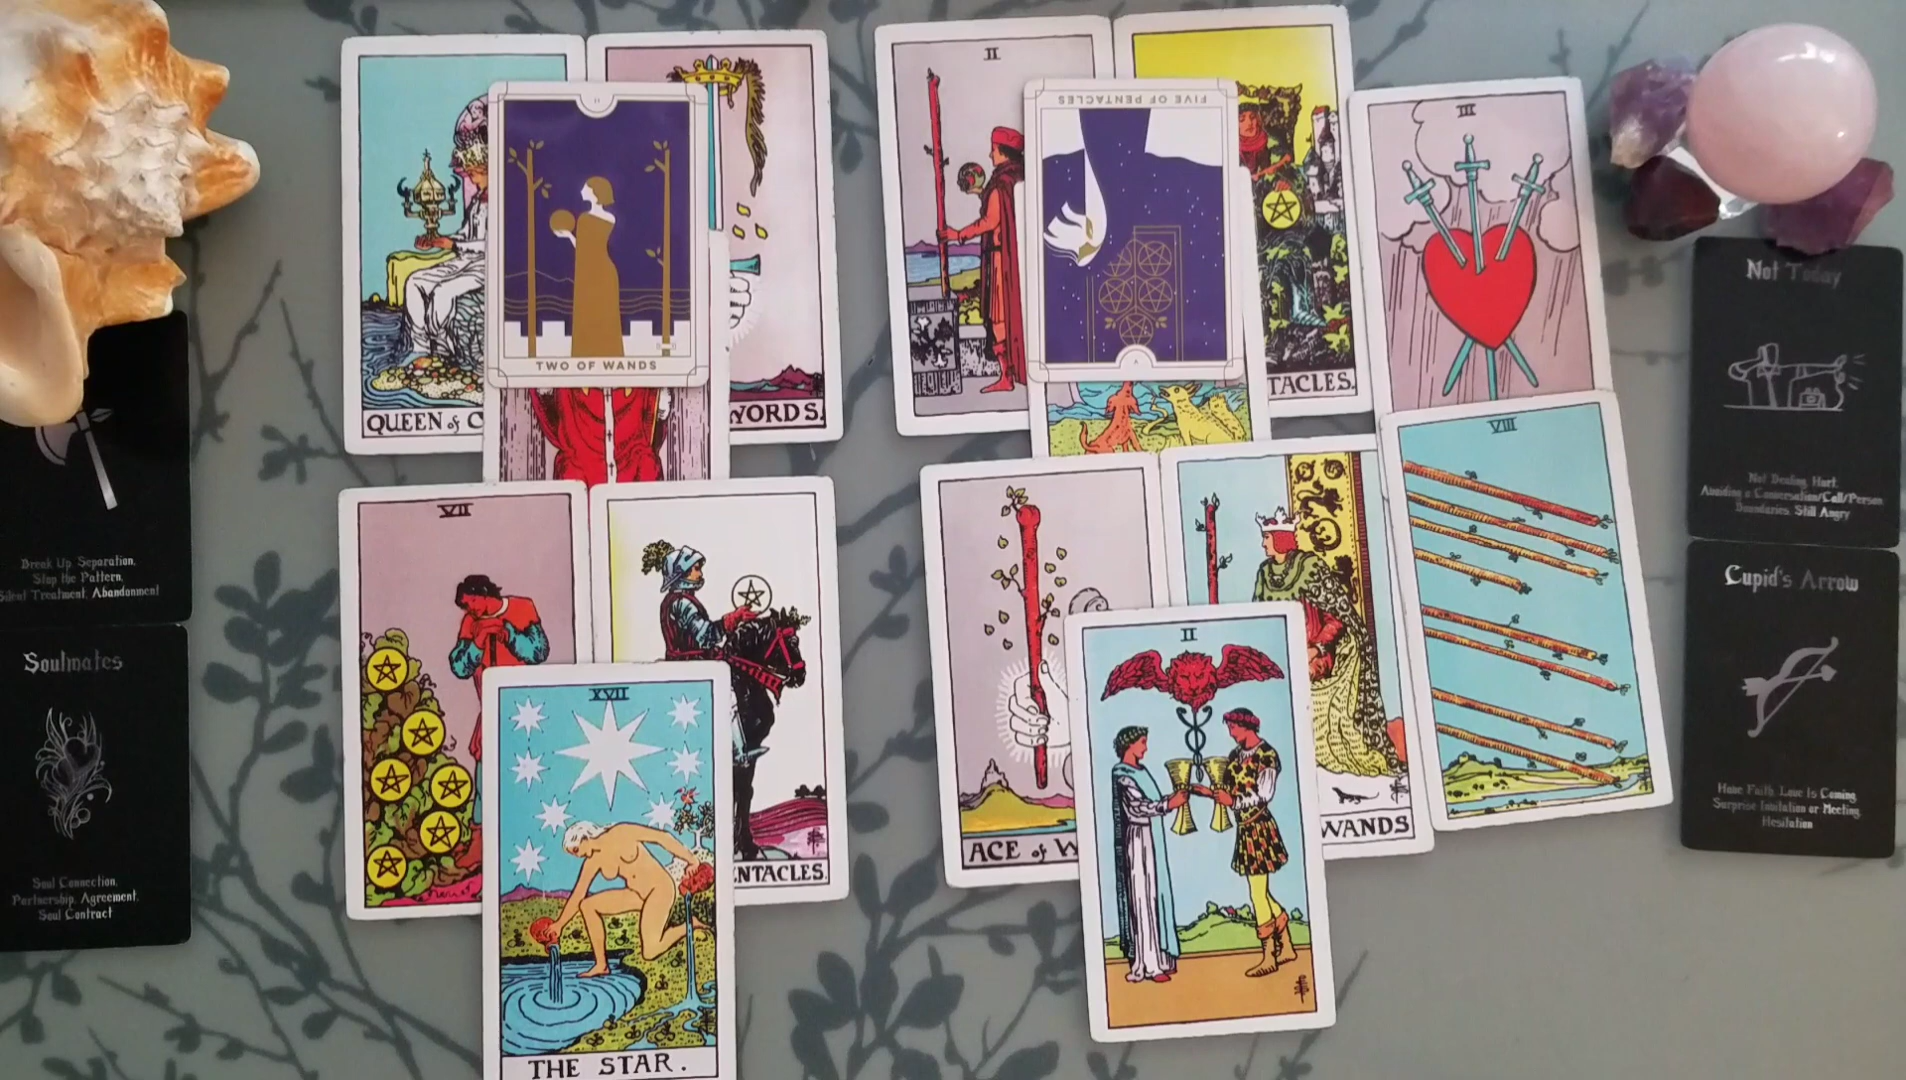 QUEEN of C
WORDS.
II
TWO OF WANDS
II
FIVE OF PENTACLES
V
TACLES.
III
VII
NTACLES.
XVII
THE STAR.
ACE of W
WANDS
II
VIII
Break Up Separation,
Stop the Pattern,
Silent Treatment, Abandonment
Soulmates
Soul Connection,
Partnership, Agreement,
Soul Contract
Not Today
Not Dealing, Hurt,
Avoiding a Conversation/Call/Person
Boundaries, Still Angry
Cupid's Arrow
Have Faith, Love Is Coming,
Surprise Invitation or Meeting,
Hesitation